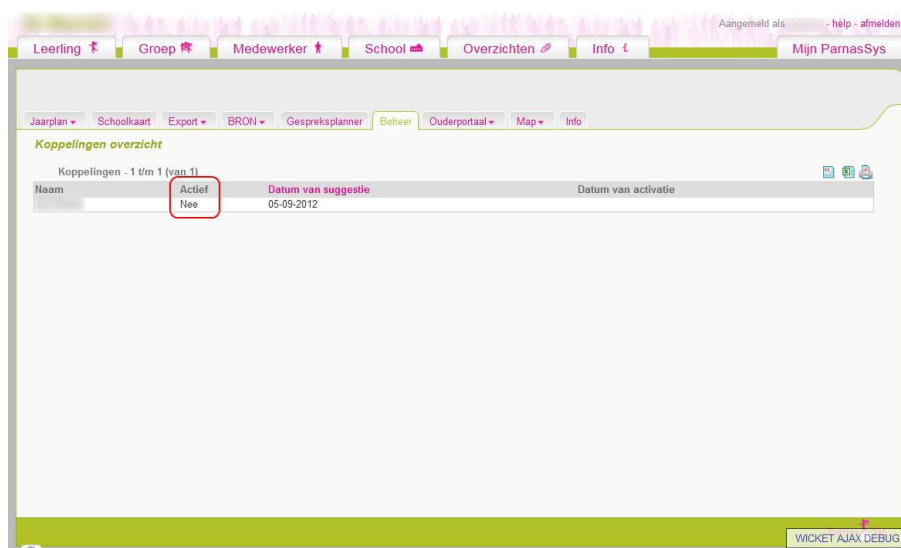 Aangemeld als - help - afmelden
Leerling Groep Medewerker School Overzichten Info Mijn ParnasSys
Jaarplan Schoolkaart Export BRON Gespreksplanner Beheer Ouderportaal Map Info
Koppelingen overzicht
Koppelingen - 1 t/m 1 (van 1)
Naam Actief Datum van suggestie Datum van activatie
Nee 05-09-2012
WICKET AJAX DEBUG